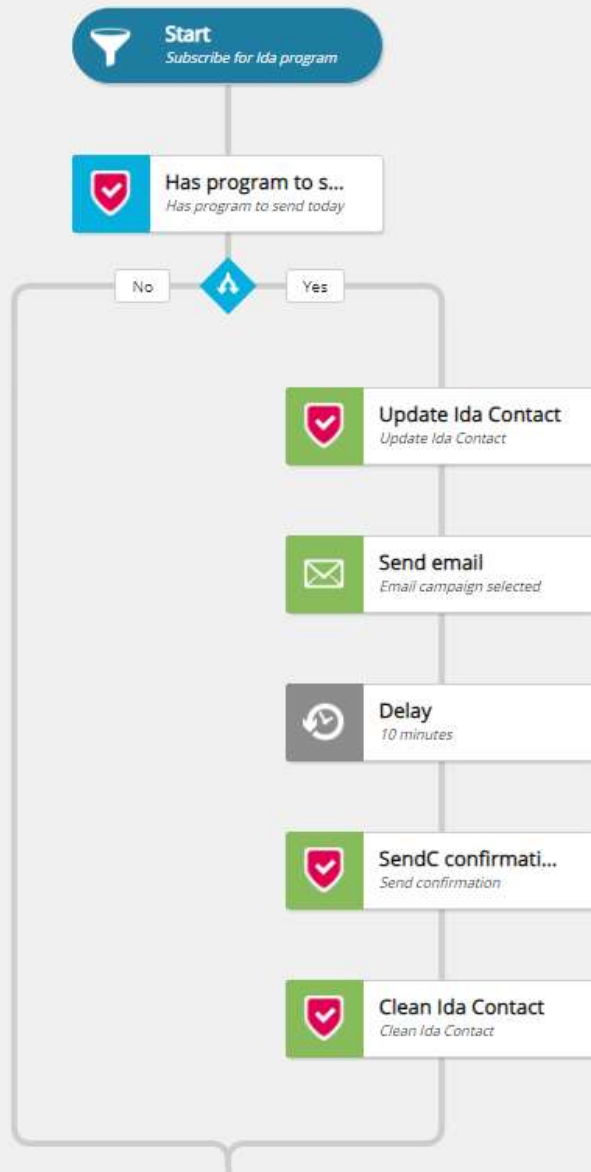 Start
Subscribe for Ida program
Has program to s...
Has program to send today
No
Yes
Update Ida Contact
Update Ida Contact
Send email
Email campaign selected
Delay
10 minutes
SendC confirmati...
Send confirmation
Clean Ida Contact
Clean Ida Contact